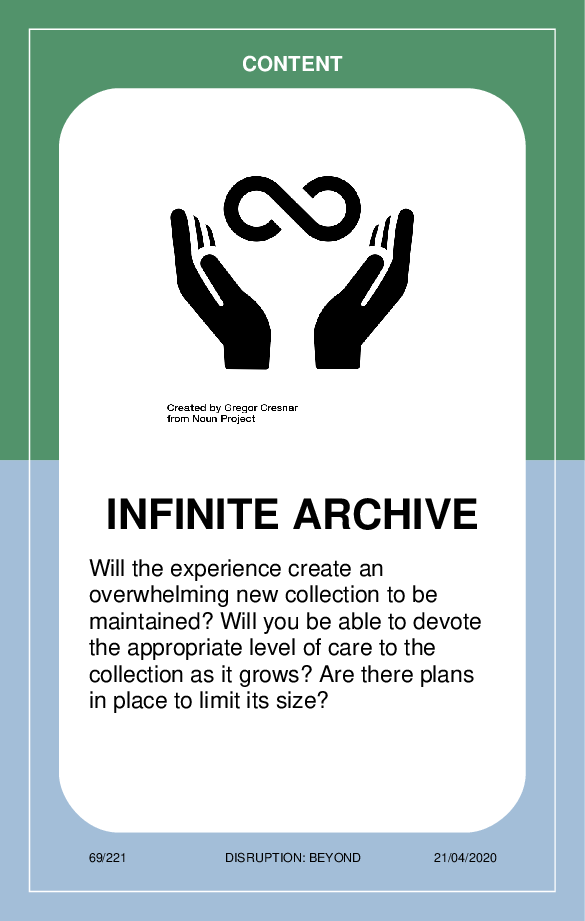 CONTENT
Created by Gregor Cresnar
from Noun Project
INFINITE ARCHIVE
Will the experience create an
overwhelming new collection to be
maintained? Will you be able to devote
the appropriate level of care to the
collection as it grows? Are there plans
in place to limit its size?
69/221 DISRUPTION: BEYOND 21/04/2020